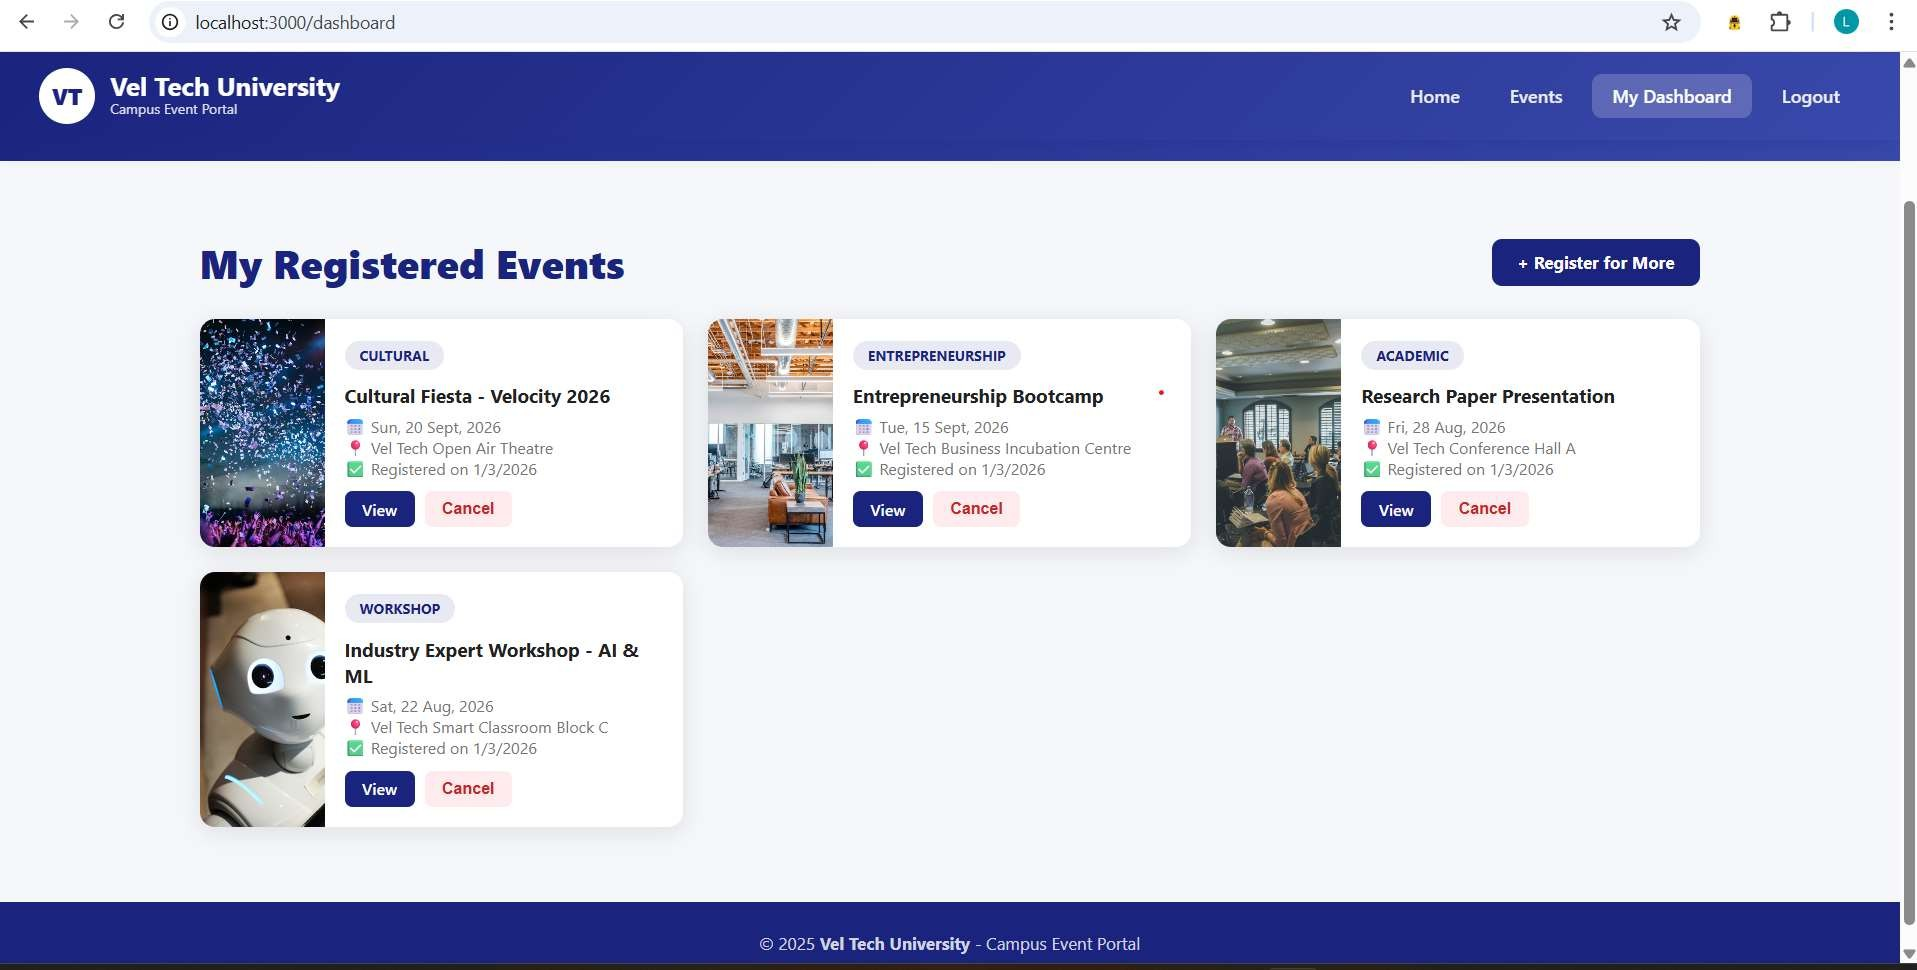 localhost:3000/dashboard
L
VT
Vel Tech University
Campus Event Portal
Home
Events
My Dashboard
Logout
My Registered Events
+ Register for More
CULTURAL
Cultural Fiesta - Velocity 2026
Sun, 20 Sept, 2026
Vel Tech Open Air Theatre
Registered on 1/3/2026
View
Cancel
ENTREPRENEURSHIP
Entrepreneurship Bootcamp
Tue, 15 Sept, 2026
Vel Tech Business Incubation Centre
Registered on 1/3/2026
View
Cancel
ACADEMIC
Research Paper Presentation
Fri, 28 Aug, 2026
Vel Tech Conference Hall A
Registered on 1/3/2026
View
Cancel
WORKSHOP
Industry Expert Workshop - AI &
ML
Sat, 22 Aug, 2026
Vel Tech Smart Classroom Block C
Registered on 1/3/2026
View
Cancel
© 2025 Vel Tech University - Campus Event Portal